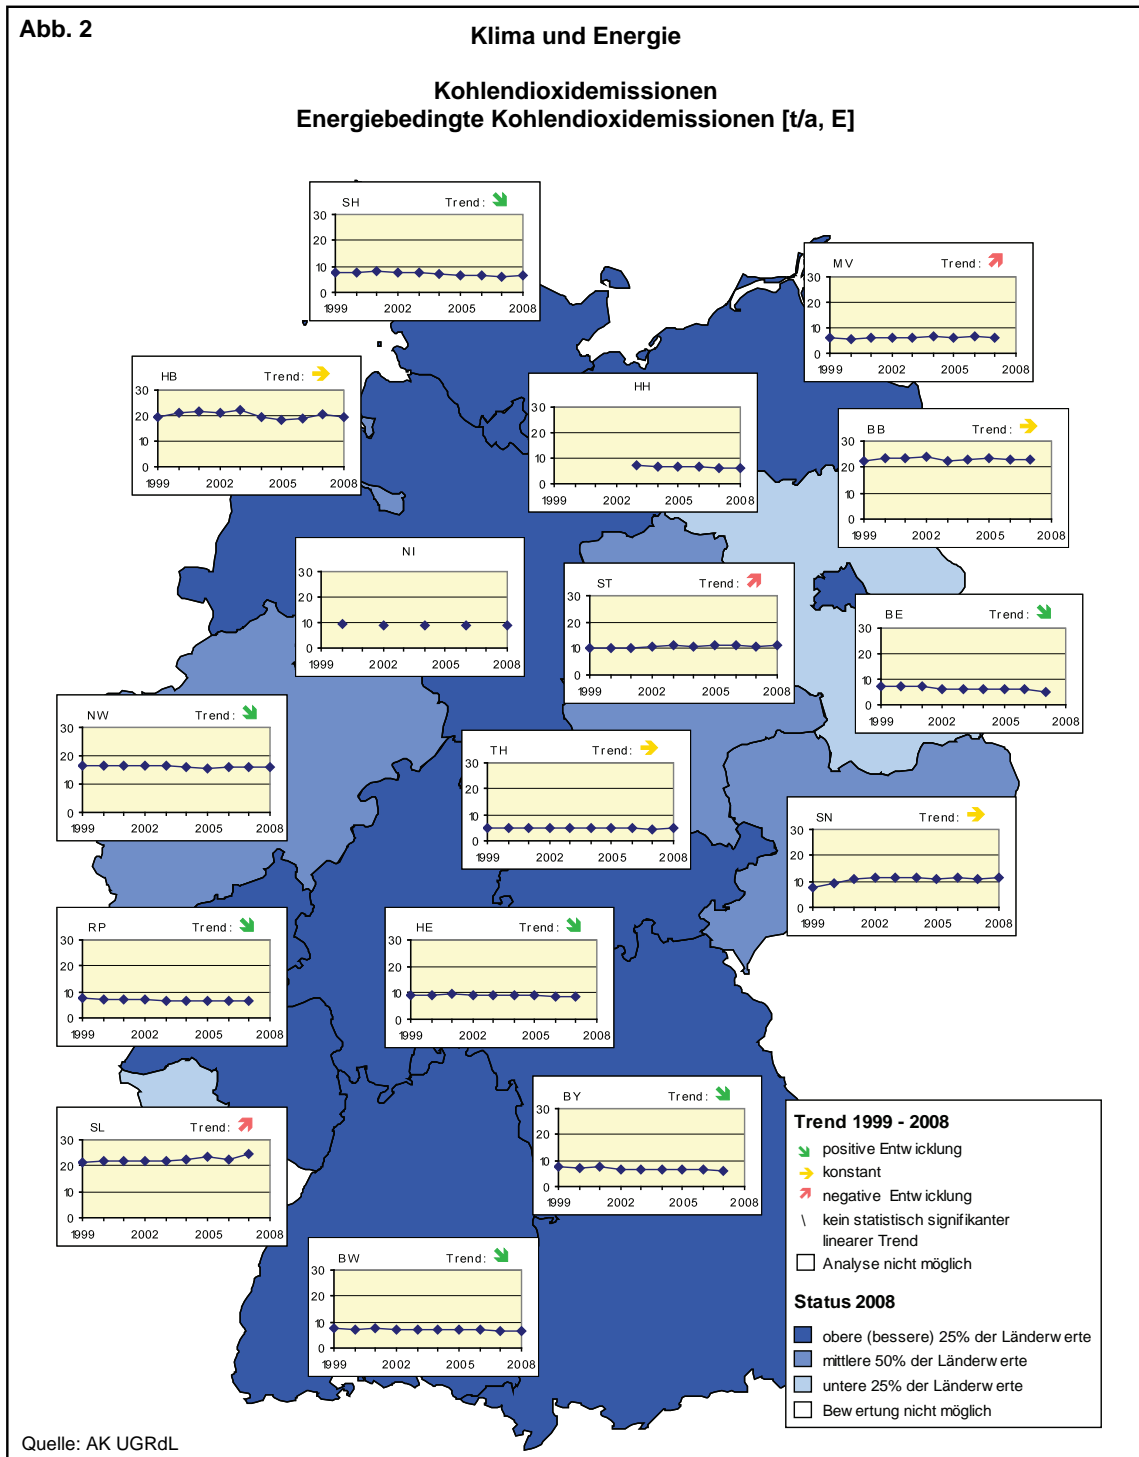 Abb. 2
Klima und Energie
Kohlendioxidemissionen
Energiebedingte Kohlendioxidemissionen [t/a, E]
SH Trend:
30
20
10
0
1999 2002 2005 2008
MV Trend:
30
20
10
0
1999 2002 2005 2008
HB Trend:
30
20
10
0
1999 2002 2005 2008
HH
30
20
10
0
1999 2002 2005 2008
BB Trend:
30
20
10
0
1999 2002 2005 2008
NI
30
20
10
0
1999 2002 2005 2008
ST Trend:
30
20
10
0
1999 2002 2005 2008
BE Trend:
30
20
10
0
1999 2002 2005 2008
NW Trend:
30
20
10
0
1999 2002 2005 2008
TH Trend:
30
20
10
0
1999 2002 2005 2008
SN Trend:
30
20
10
0
1999 2002 2005 2008
RP Trend:
30
20
10
0
1999 2002 2005 2008
HE Trend:
30
20
10
0
1999 2002 2005 2008
SL Trend:
30
20
10
0
1999 2002 2005 2008
BY Trend:
30
20
10
0
1999 2002 2005 2008
BW Trend:
30
20
10
0
1999 2002 2005 2008
Trend 1999 - 2008
positive Entwicklung
konstant
negative Entwicklung
\ kein statistisch signifikanter
linearer Trend
Analyse nicht möglich
Status 2008
obere (bessere) 25% der Länderwerte
mittlere 50% der Länderwerte
untere 25% der Länderwerte
Bewertung nicht möglich
Quelle: AK UGRdL